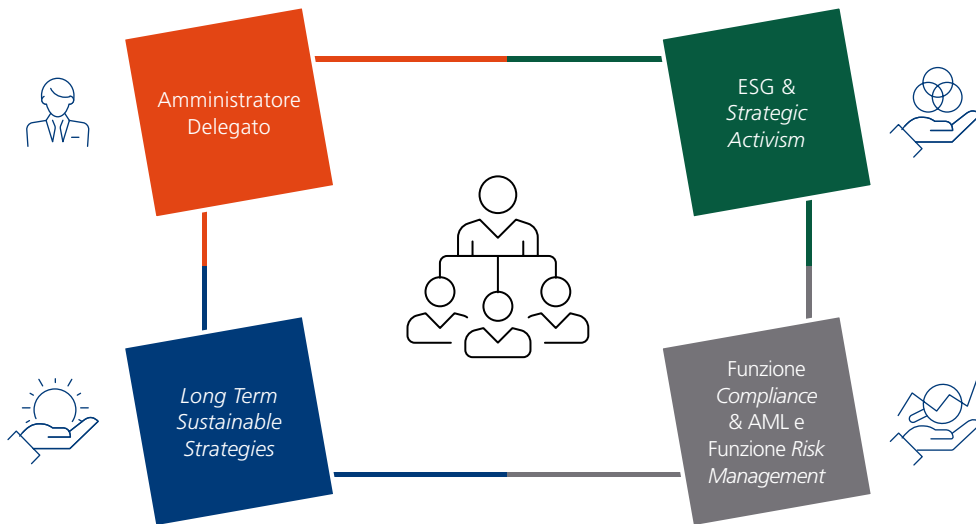 Amministratore
Delegato
ESG &
Strategic
Activism
Long Term
Sustainable
Strategies
Funzione
Compliance
& AML e
Funzione Risk
Management